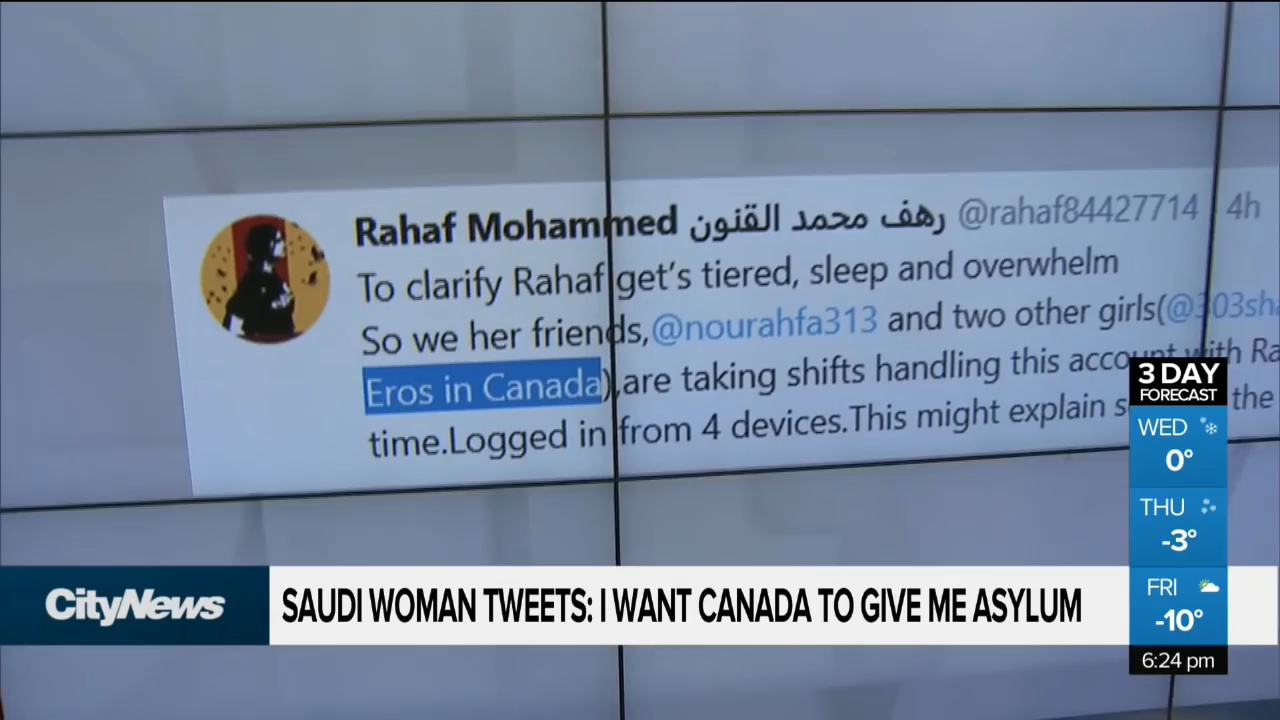 Rahaf Mohammed رهف محمد القنون @rahaf84427714 4h
To clarify Rahaf get's tiered, sleep and overwhelm
So we her friends,@nourahfa313 and two other girls(@303sh
Eros in Canada),are taking shifts handling this account with Ra
time.Logged in from 4 devices.This might explain s the
3 DAY
FORECAST
WED
0°
THU
-3°
FRI
-10°
6:24 pm
CityNews
SAUDI WOMAN TWEETS: I WANT CANADA TO GIVE ME ASYLUM